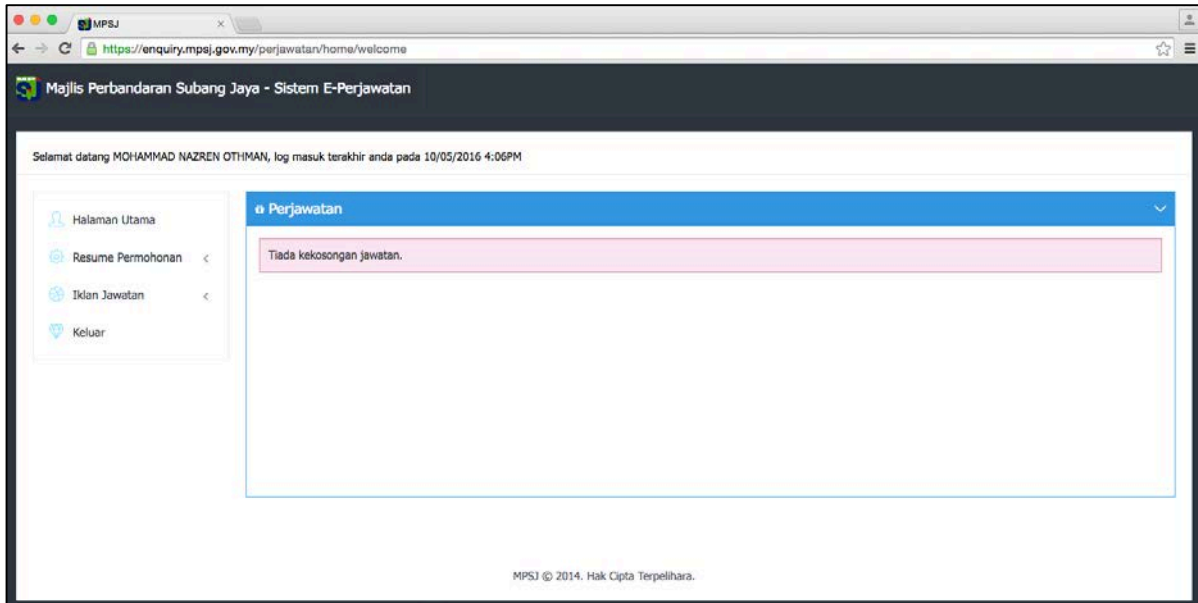 MPSJ
https://enquiry.mpsj.gov.my/perjawatan/home/welcome
Majlis Perbandaran Subang Jaya - Sistem E-Perjawatan
Selamat datang MOHAMMAD NAZREN OTHMAN, log masuk terakhir anda pada 10/05/2016 4:06PM
Halaman Utama
Resume Permohonan
Iklan Jawatan
Keluar
Perjawatan
Tiada kekosongan jawatan.
MPSJ © 2014. Hak Cipta Terpelihara.